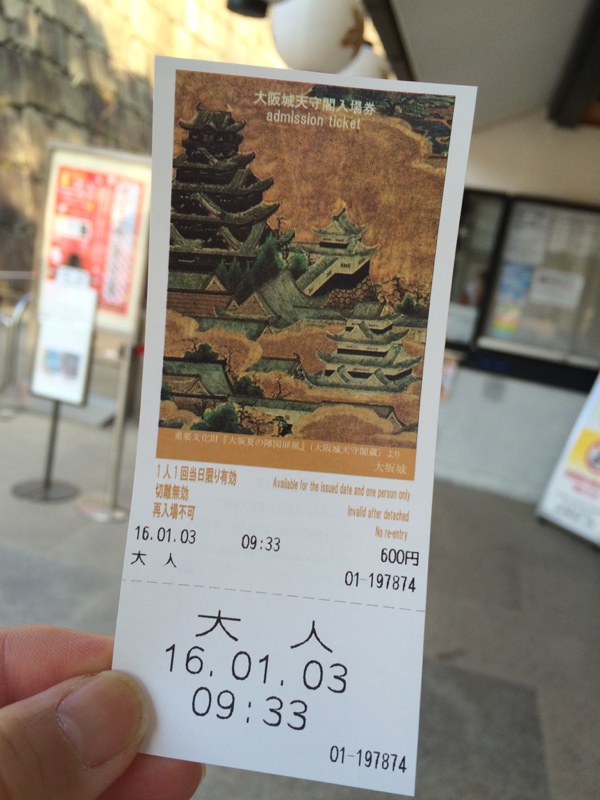 大阪城天守閣入場券
admission ticket
重要文化財『大坂夏の陣図屏風』(大阪城天守閣蔵)より
大坂城
1人1回当日限り有効
Available for the issued date and one person only
切離無効
Invalid after detached
再入場不可
No re-entry
16.01.03 09:33 600円
大 人 01-197874
大 人
16.01.03
09:33
01-197874